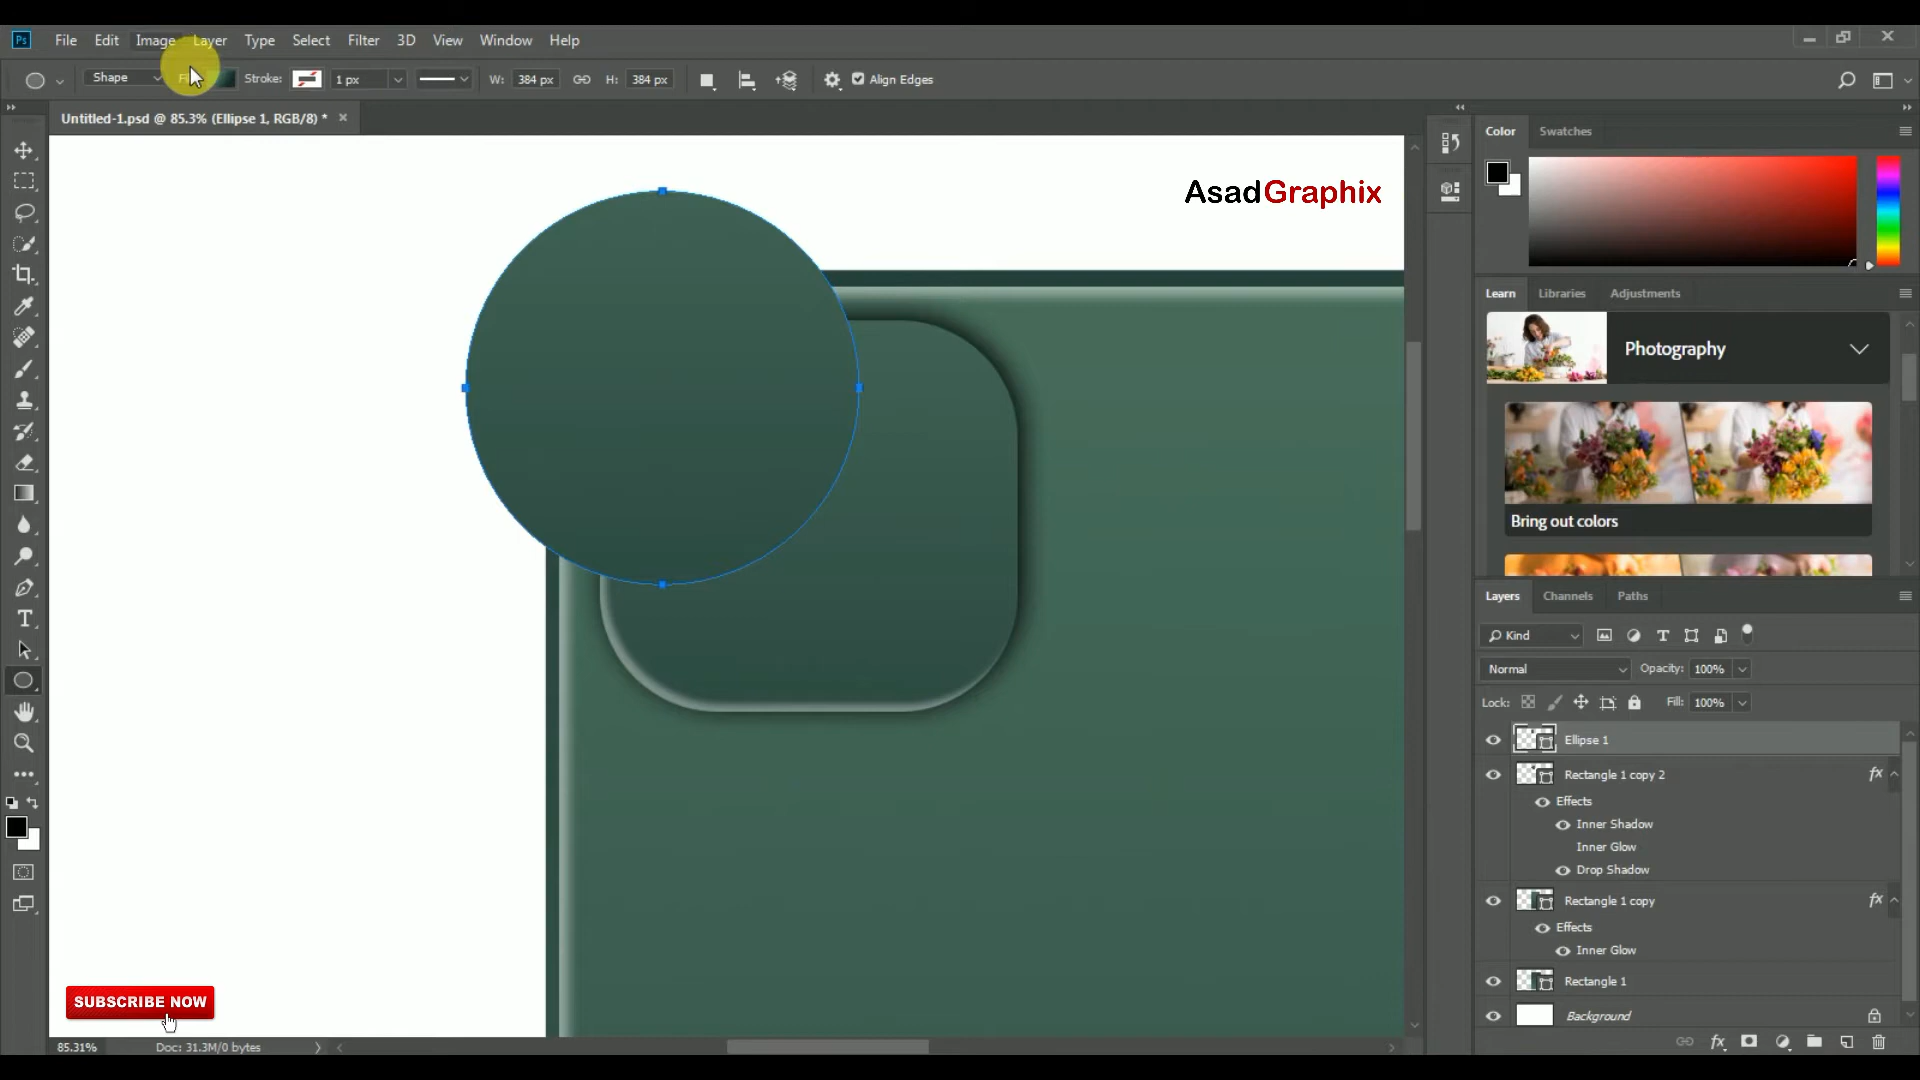 Ps File Edit Image Layer Type Select Filter 3D View Window Help
Shape Stroke: 1 px W: 384 px H: 384 px Align Edges
Untitled-1.psd @ 85.3% (Ellipse 1, RGB/8) *
AsadGraphix
Color Swatches
Learn Libraries Adjustments
Photography
Bring out colors
Layers Channels Paths
Kind
Normal Opacity: 100%
Lock: Fill: 100%
Ellipse 1
Rectangle 1 copy 2 fx
Effects
Inner Shadow
Inner Glow
Drop Shadow
Rectangle 1 copy fx
Effects
Inner Glow
Rectangle 1
Background
fx
SUBSCRIBE NOW
85.31% Doc: 31.3M/0 bytes